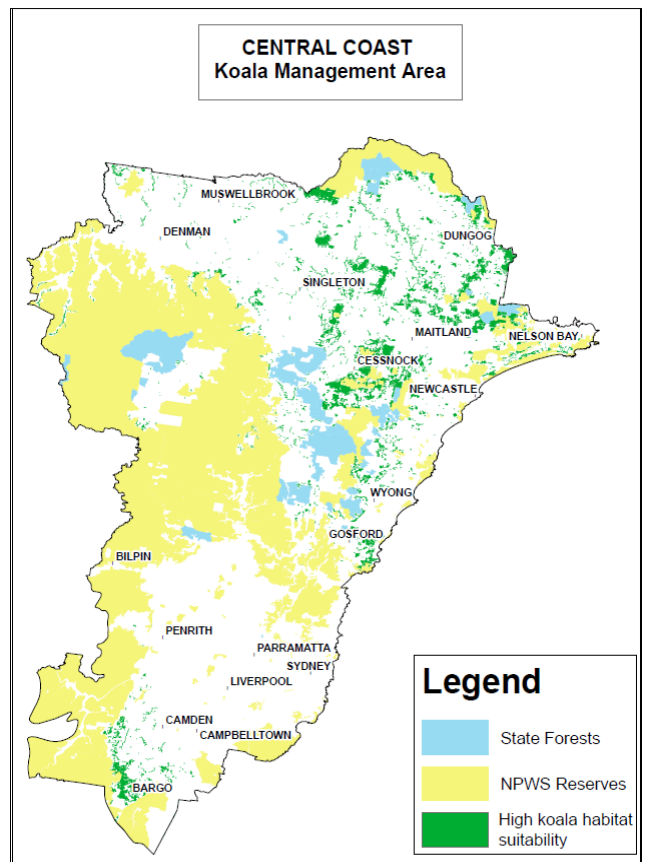 CENTRAL COAST
Koala Management Area
MUSWELLBROOK
DENMAN
DUNGOG
SINGLETON
MAITLAND
NELSON BAY
CESSNOCK
NEWCASTLE
WYONG
GOSFORD
BILPIN
PENRITH
PARRAMATTA
SYDNEY
LIVERPOOL
CAMDEN
CAMPBELLTOWN
BARGO
Legend
State Forests
NPWS Reserves
High koala habitat
suitability